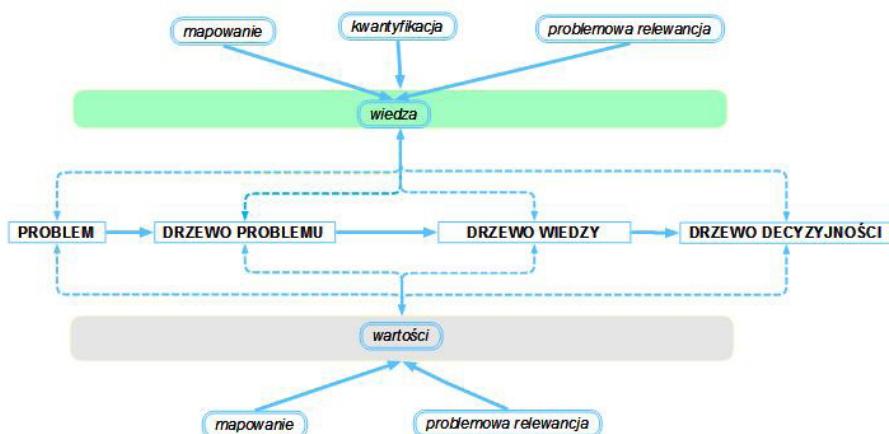 mapowanie
kwantyfikacja
problemowa relewancja
wiedza
PROBLEM
DRZEWO PROBLEMU
DRZEWO WIEDZY
DRZEWO DECYZYJNOŚCI
wartości
mapowanie
problemowa relewancja